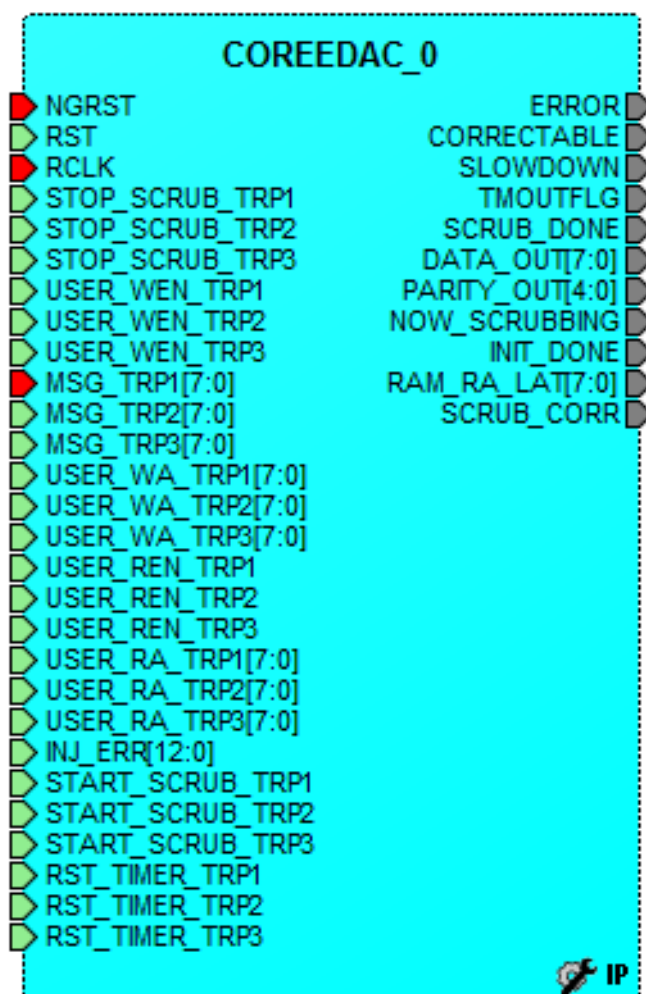 COREEDAC_0
NGRST ERROR
RST CORRECTABLE
RCLK SLOWDOWN
STOP_SCRUB_TRP1 TMOUTFLG
STOP_SCRUB_TRP2 SCRUB_DONE
STOP_SCRUB_TRP3 DATA_OUT[7:0]
USER_WEN_TRP1 PARITY_OUT[4:0]
USER_WEN_TRP2 NOW_SCRUBBING
USER_WEN_TRP3 INIT_DONE
MSG_TRP1[7:0] RAM_RA_LAT[7:0]
MSG_TRP2[7:0] SCRUB_CORR
MSG_TRP3[7:0]
USER_WA_TRP1[7:0]
USER_WA_TRP2[7:0]
USER_WA_TRP3[7:0]
USER_REN_TRP1
USER_REN_TRP2
USER_REN_TRP3
USER_RA_TRP1[7:0]
USER_RA_TRP2[7:0]
USER_RA_TRP3[7:0]
INJ_ERR[12:0]
START_SCRUB_TRP1
START_SCRUB_TRP2
START_SCRUB_TRP3
RST_TIMER_TRP1
RST_TIMER_TRP2
RST_TIMER_TRP3
IP